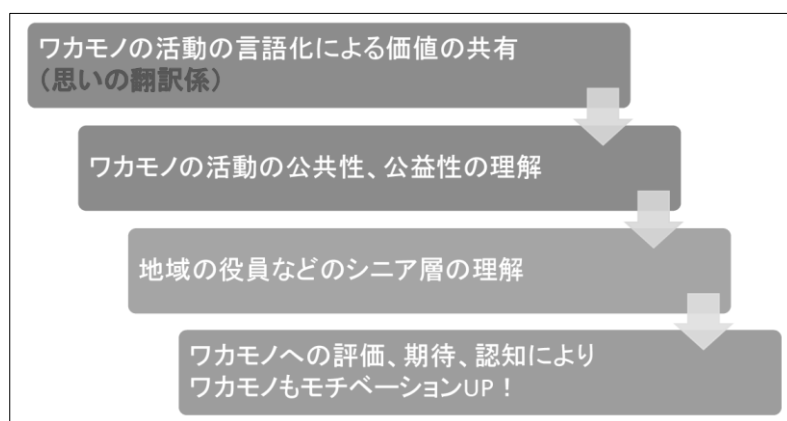 ワカモノの活動の言語化による価値の共有
（思いの翻訳係）
ワカモノの活動の公共性、公益性の理解
地域の役員などのシニア層の理解
ワカモノへの評価、期待、認知により
ワカモノもモチベーションUP！